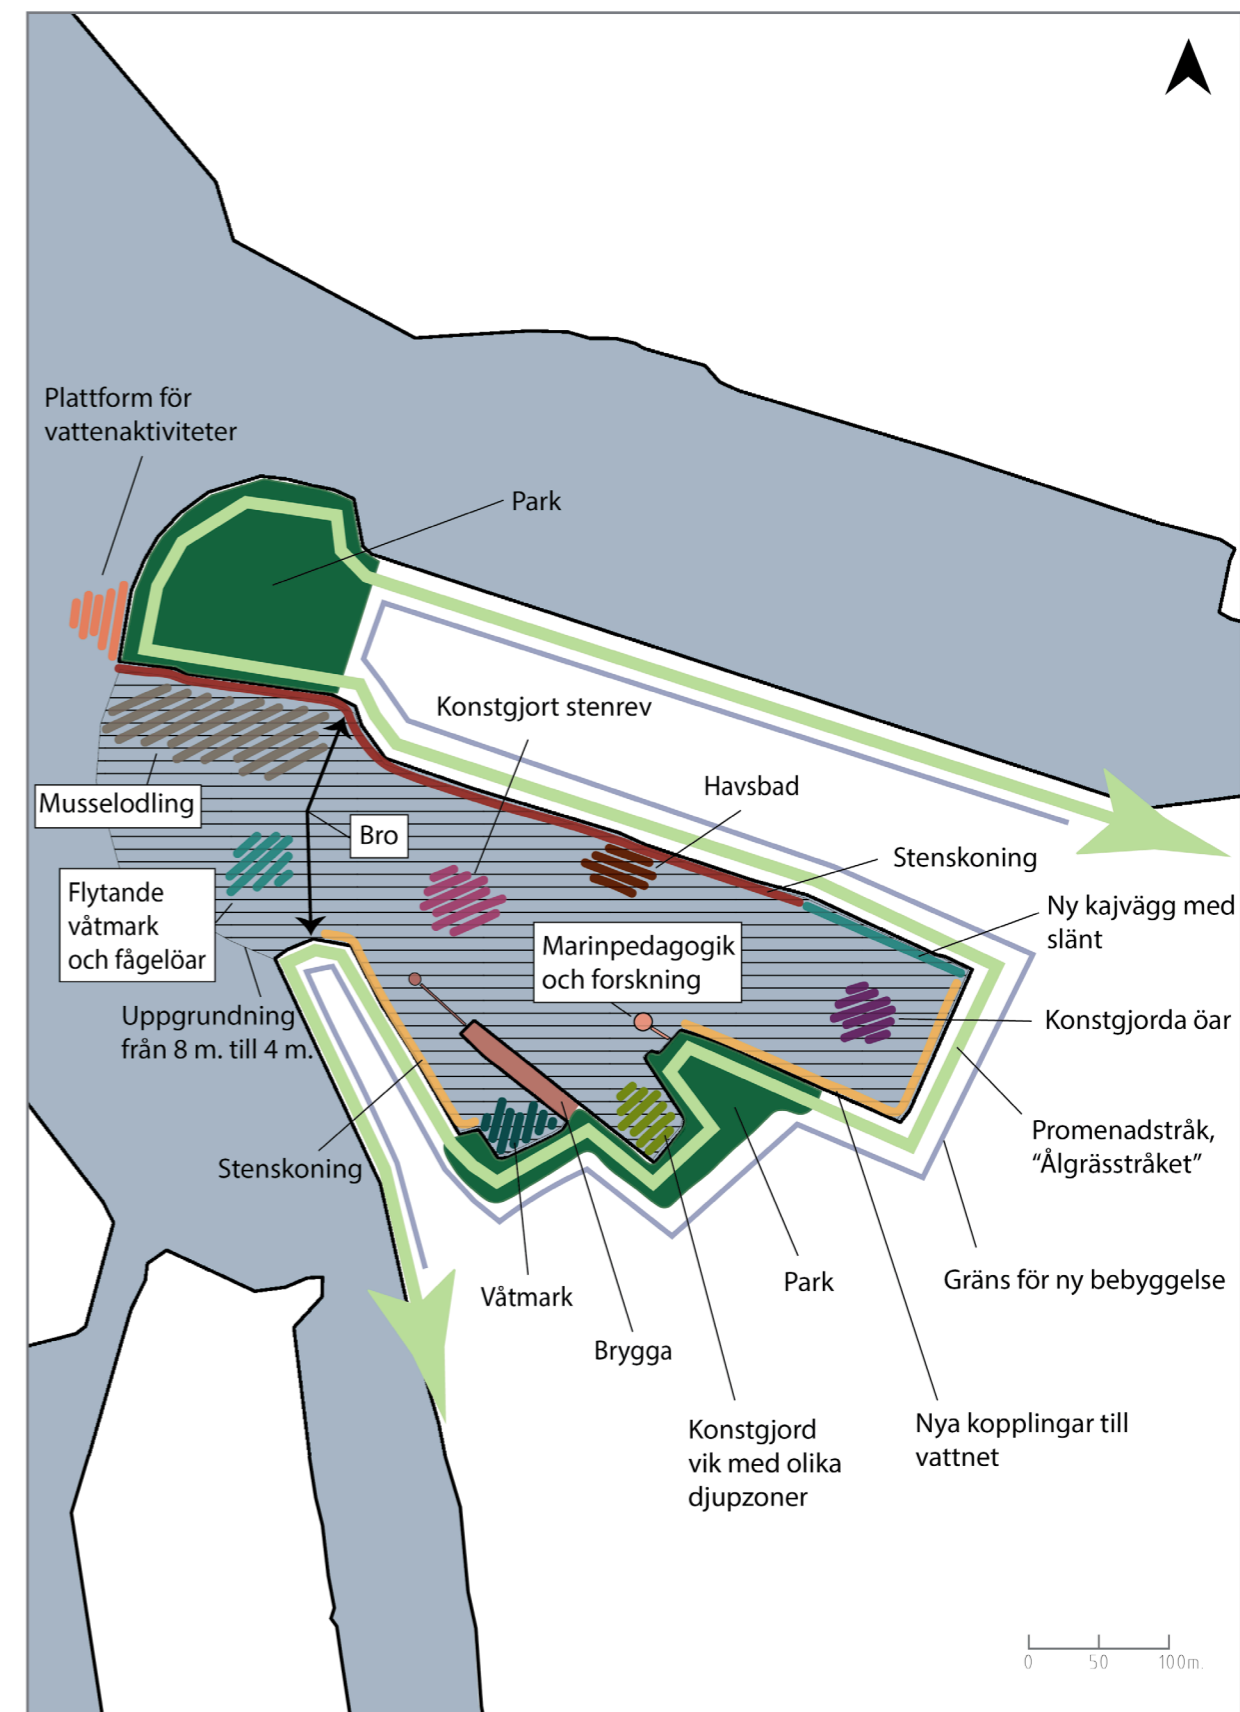 Plattform för
vattenaktiviteter
Park
Konstgjort stenrev
Havsbad
Musselodling
Bro
Stenskoning
Flytande
våtmark
och fågelöar
Ny kajvägg med
slänt
Marinpedagogik
och forskning
Uppgrundning
från 8 m. till 4 m.
Konstgjorda öar
Stenskoning
Promenadstråk,
“Ålgrässtråket”
Våtmark
Park
Gräns för ny bebyggelse
Brygga
Konstgjord
vik med olika
djupzoner
Nya kopplingar till
vattnet
0 50 100m.